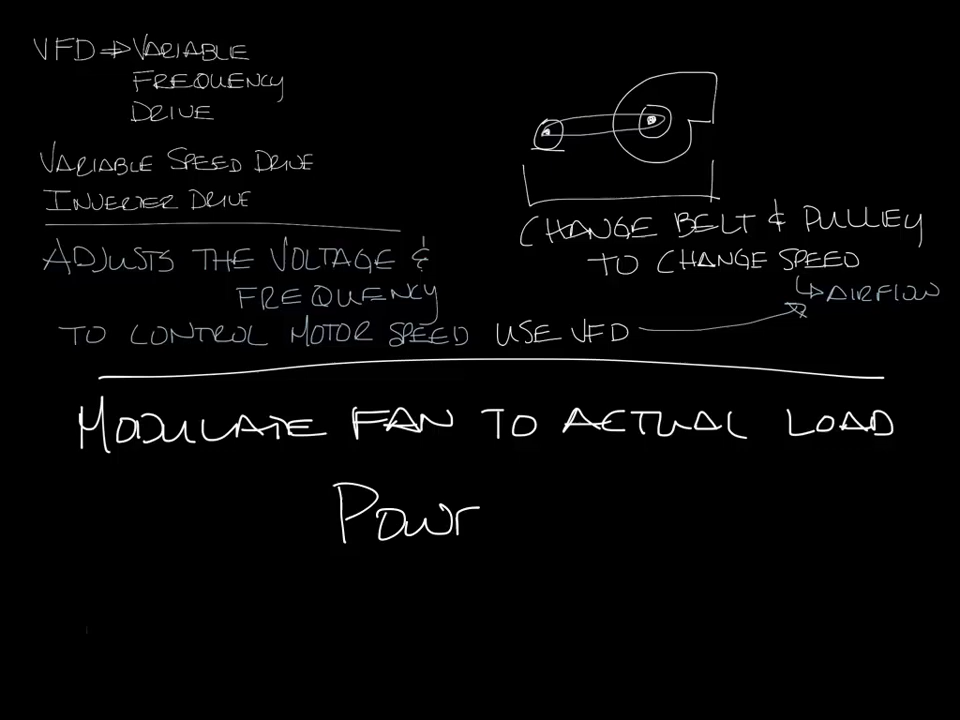 VFD ⇒ VARIABLE
FREQUENCY
DRIVE
VARIABLE SPEED DRIVE
INVERTER DRIVE
ADJUSTS THE VOLTAGE &
FREQUENCY
TO CONTROL MOTOR SPEED
CHANGE BELT & PULLEY
TO CHANGE SPEED
↳ AIRFLOW
USE VFD
MODULATE FAN TO ACTUAL LOAD
Powr